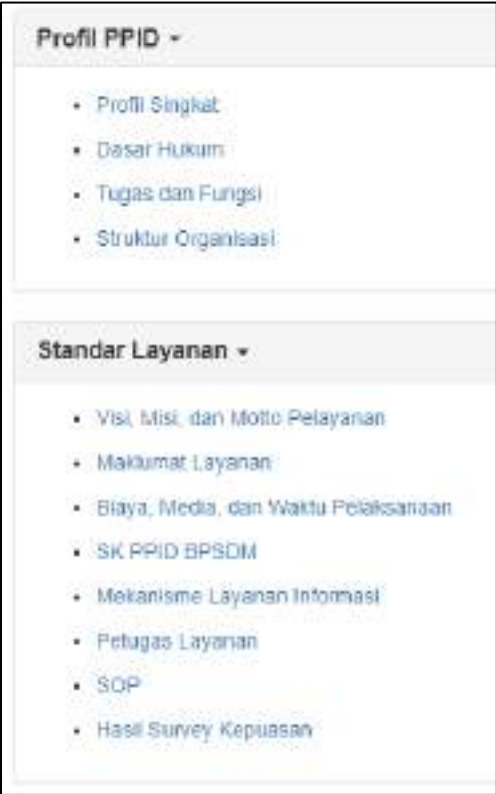 Profil PPID
Profil Singkat
Dasar Hukum
Tugas dan Fungsi
Struktur Organisasi
Standar Layanan
Visi, Misi, dan Motto Pelayanan
Maklumat Layanan
Biaya, Media, dan Waktu Pelaksanaan
SK PPID BPSDM
Mekanisme Layanan Informasi
Petugas Layanan
SOP
Hasil Survey Kepuasan